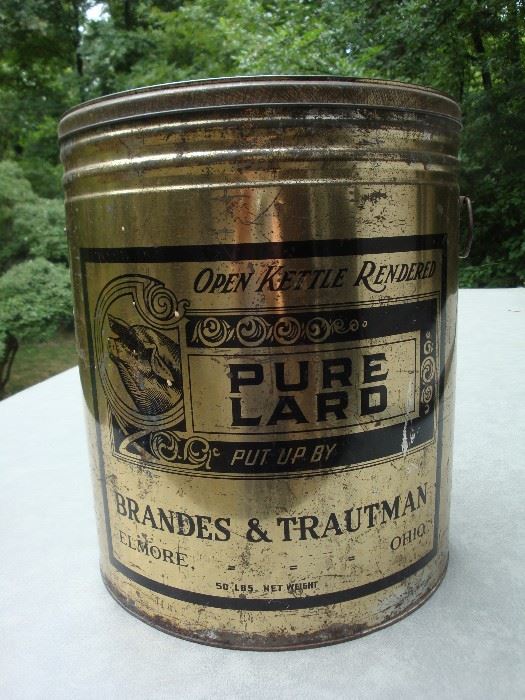 OPEN KETTLE RENDERED
PURE
LARD
PUT UP BY
BRANDES & TRAUTMAN
ELMORE, = = = OHIO.
50 LBS. NET WEIGHT